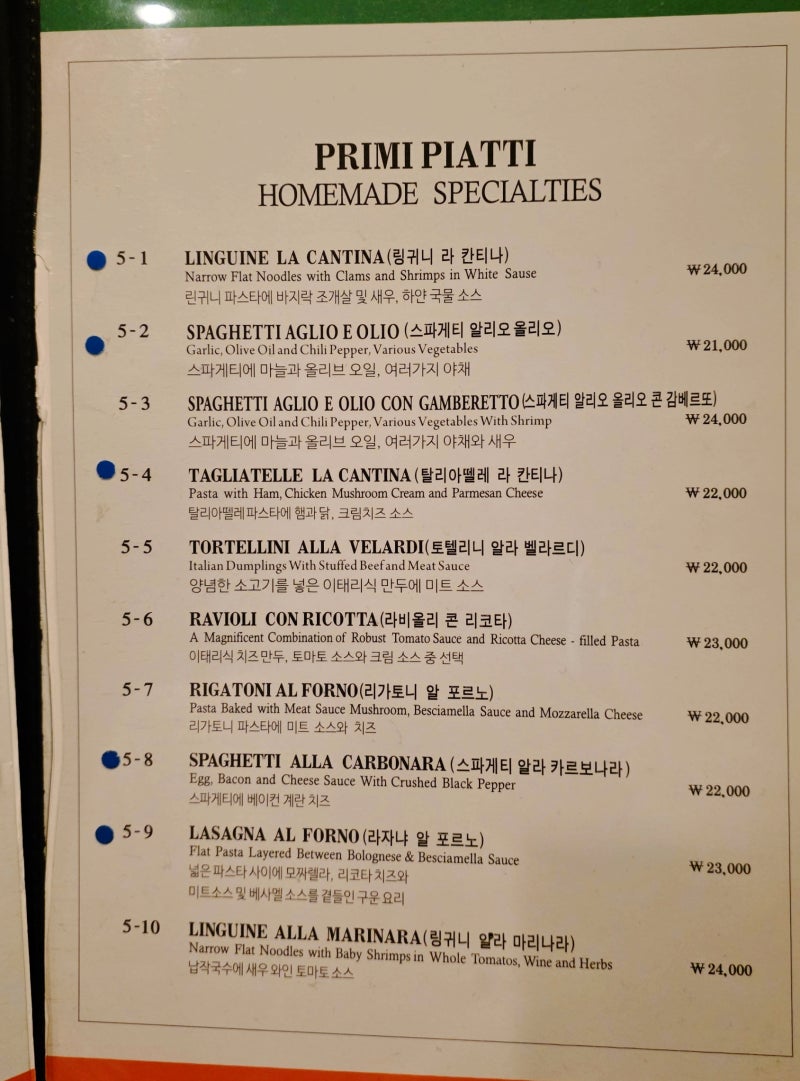 PRIMI PIATTI
HOMEMADE SPECIALTIES
5-1 LINGUINE LA CANTINA(링귀니 라 칸티나)
Narrow Flat Noodles with Clams and Shrimps in White Sause ₩24,000
린귀니 파스타에 바지락 조개살 및 새우, 하얀 국물 소스
5-2 SPAGHETTI AGLIO E OLIO (스파게티 알리오 올리오)
Garlic, Olive Oil and Chili Pepper, Various Vegetables ₩21,000
스파게티에 마늘과 올리브 오일, 여러가지 야채
5-3 SPAGHETTI AGLIO E OLIO CON GAMBERETTO(스파게티 알리오 올리오 콘 김베르또)
Garlic, Olive Oil and Chili Pepper, Various Vegetables With Shrimp ₩24,000
스파게티에 마늘과 올리브 오일, 여러가지 야채와 새우
5-4 TAGLIATELLE LA CANTINA (탈리아뗄레 라 칸티나)
Pasta with Ham, Chicken Mushroom Cream and Parmesan Cheese ₩22,000
탈리아뗄레 파스타에 햄과 닭, 크림치즈 소스
5-5 TORTELLINI ALLA VELARDI(토텔리니 알라 벨라르디)
Italian Dumplings With Stuffed Beef and Meat Sauce ₩22,000
양념한 소고기를 넣은 이태리식 만두에 미트 소스
5-6 RAVIOLI CON RICOTTA(라비올리 콘 리코타)
A Magnificent Combination of Robust Tomato Sauce and Ricotta Cheese - filled Pasta ₩23,000
이태리식 치즈 만두, 토마토 소스와 크림 소스 중 선택
5-7 RIGATONI AL FORNO(리가토니 알 포르노)
Pasta Baked with Meat Sauce Mushroom, Besciamella Sauce and Mozzarella Cheese ₩22,000
리가토니 파스타에 미트 소스와 치즈
5-8 SPAGHETTI ALLA CARBONARA (스파게티 알라 카르보나라)
Egg, Bacon and Cheese Sauce With Crushed Black Pepper ₩22,000
스파게티에 베이컨 계란 치즈
5-9 LASAGNA AL FORNO(라자냐 알 포르노)
Flat Pasta Layered Between Bolognese & Besciamella Sauce ₩23,000
넓은 파스타 사이에 모짜렐라, 리코타 치즈와
미트소스 및 베사멜 소스를 곁들인 구운 요리
5-10 LINGUINE ALLA MARINARA(링귀니 알라 마리나라)
Narrow Flat Noodles with Baby Shrimps in Whole Tomatos, Wine and Herbs ₩24,000
납작국수에 새우 와인 토마토 소스